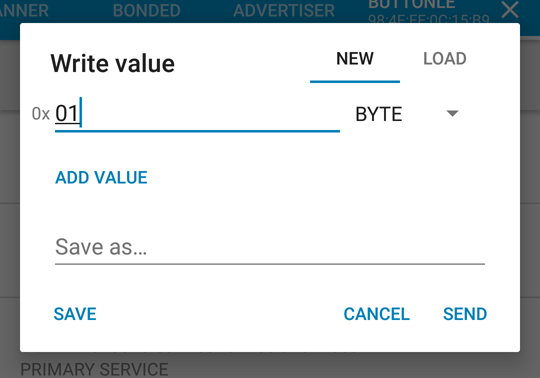 ANNER BONDED ADVERTISER BUTTONLE
98:4F:EE:0C:15:B9
Write value NEW LOAD
0x 01 BYTE
ADD VALUE
Save as...
SAVE CANCEL SEND
PRIMARY SERVICE